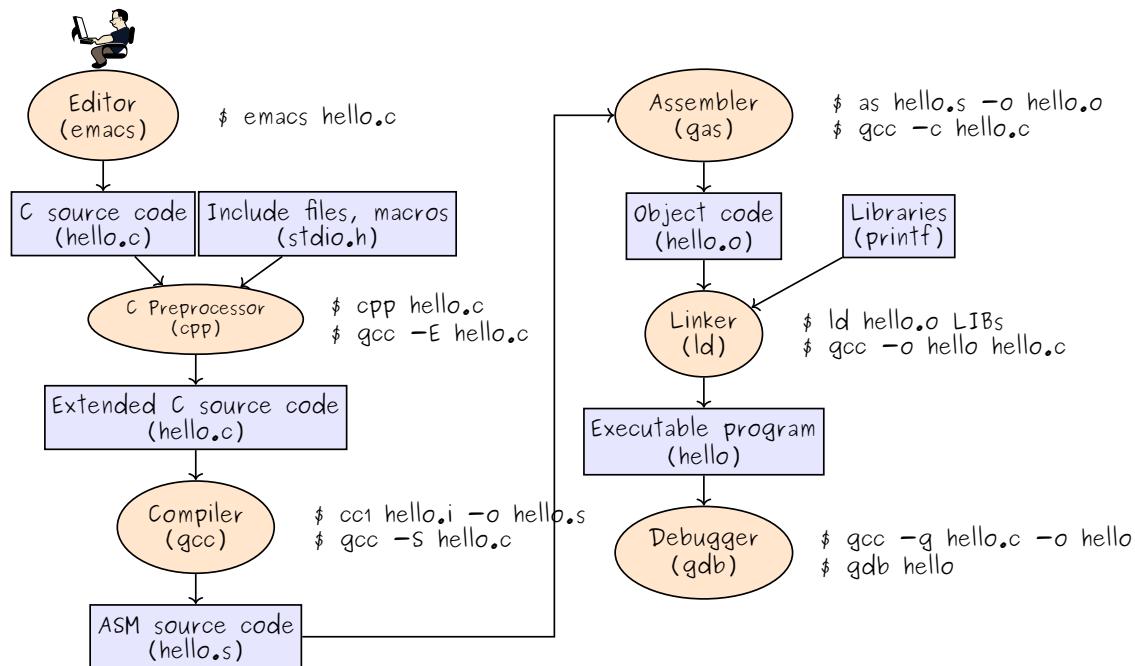 Editor
(emacs)
$ emacs hello.c
C source code
(hello.c)
Include files, macros
(stdio.h)
C Preprocessor
(cpp)
$ cpp hello.c
$ gcc -E hello.c
Extended C source code
(hello.c)
Compiler
(gcc)
$ cc1 hello.i -o hello.s
$ gcc -S hello.c
ASM source code
(hello.s)
Assembler
(gas)
$ as hello.s -o hello.o
$ gcc -c hello.c
Object code
(hello.o)
Libraries
(printf)
Linker
(ld)
$ ld hello.o LIBs
$ gcc -o hello hello.c
Executable program
(hello)
Debugger
(gdb)
$ gcc -g hello.c -o hello
$ gdb hello